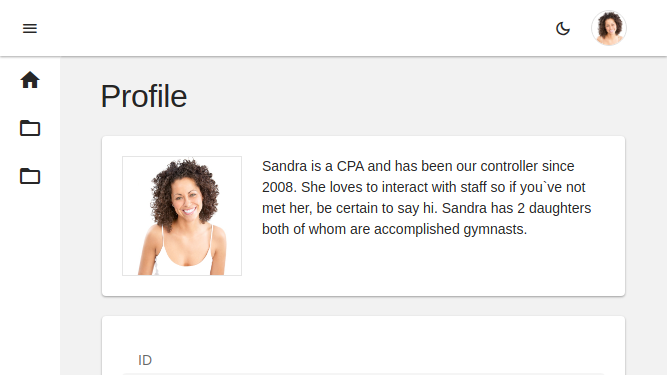 Profile
Sandra is a CPA and has been our controller since
2008. She loves to interact with staff so if you`ve not
met her, be certain to say hi. Sandra has 2 daughters
both of whom are accomplished gymnasts.
ID